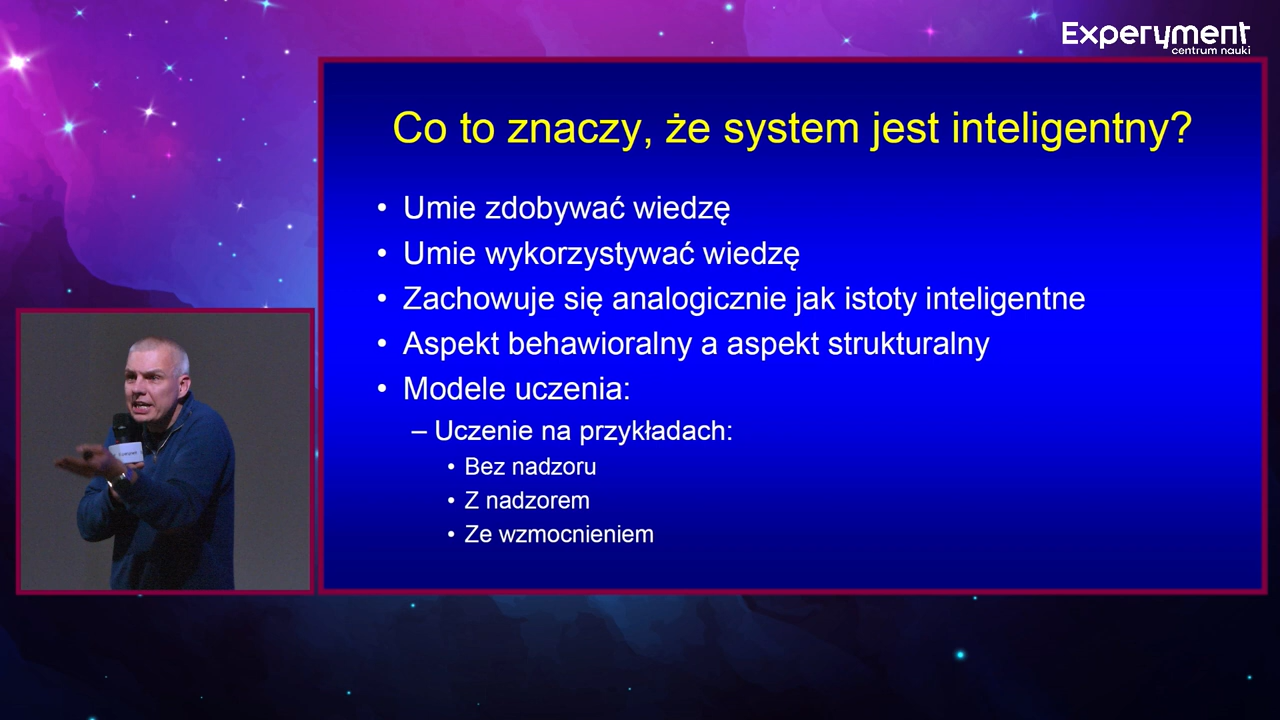 Experyment
centrum nauki
Co to znaczy, że system jest inteligentny?
• Umie zdobywać wiedzę
• Umie wykorzystywać wiedzę
• Zachowuje się analogicznie jak istoty inteligentne
• Aspekt behawioralny a aspekt strukturalny
• Modele uczenia:
– Uczenie na przykładach:
• Bez nadzoru
• Z nadzorem
• Ze wzmocnieniem